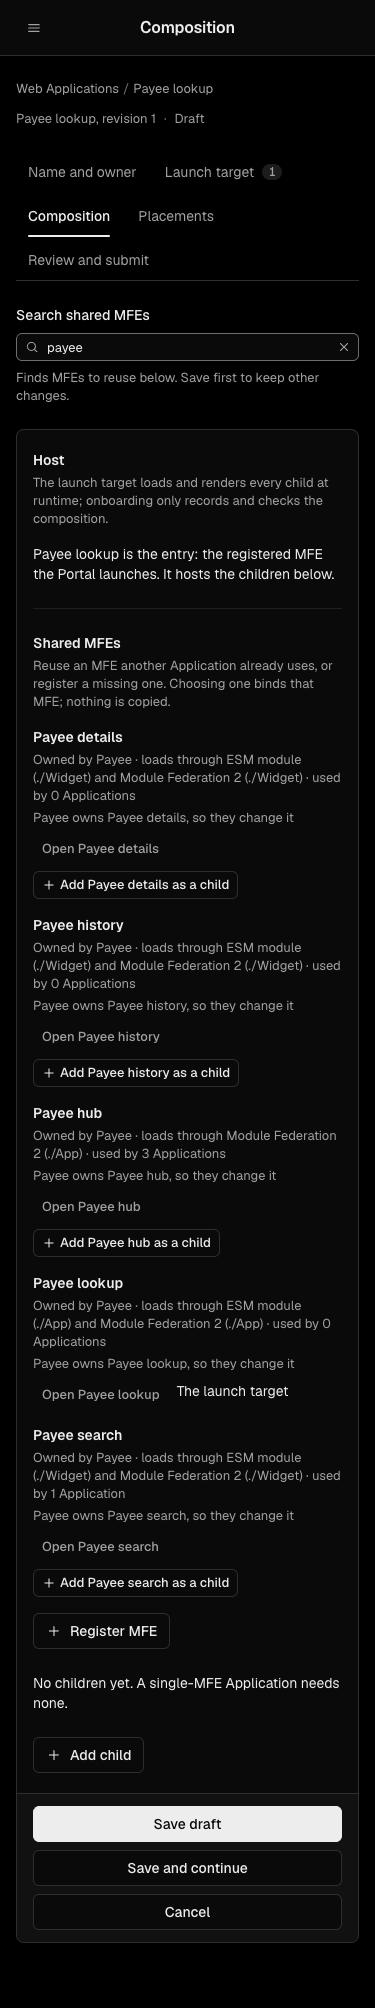 Composition
Web Applications / Payee lookup
Payee lookup, revision 1 · Draft
Name and owner
Launch target 1
Composition
Placements
Review and submit
Search shared MFEs
payee
Finds MFEs to reuse below. Save first to keep other
changes.
Host
The launch target loads and renders every child at
runtime; onboarding only records and checks the
composition.
Payee lookup is the entry: the registered MFE
the Portal launches. It hosts the children below.
Shared MFEs
Reuse an MFE another Application already uses, or
register a missing one. Choosing one binds that
MFE; nothing is copied.
Payee details
Owned by Payee · loads through ESM module
(./Widget) and Module Federation 2 (./Widget) · used
by 0 Applications
Payee owns Payee details, so they change it
Open Payee details
Add Payee details as a child
Payee history
Owned by Payee · loads through ESM module
(./Widget) and Module Federation 2 (./Widget) · used
by 0 Applications
Payee owns Payee history, so they change it
Open Payee history
Add Payee history as a child
Payee hub
Owned by Payee · loads through Module Federation
2 (./App) · used by 3 Applications
Payee owns Payee hub, so they change it
Open Payee hub
Add Payee hub as a child
Payee lookup
Owned by Payee · loads through ESM module
(./App) and Module Federation 2 (./App) · used by 0
Applications
Payee owns Payee lookup, so they change it
Open Payee lookup The launch target
Payee search
Owned by Payee · loads through ESM module
(./Widget) and Module Federation 2 (./Widget) · used
by 1 Application
Payee owns Payee search, so they change it
Open Payee search
Add Payee search as a child
Register MFE
No children yet. A single-MFE Application needs
none.
Add child
Save draft
Save and continue
Cancel